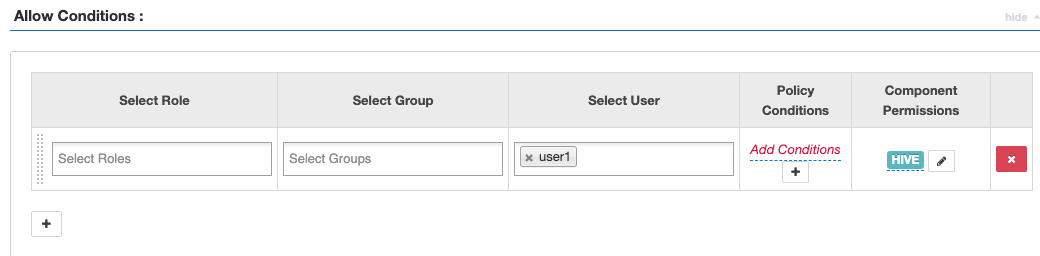 Allow Conditions :
hide
Select Role
Select Group
Select User
Policy
Conditions
Component
Permissions
Select Roles
Select Groups
× user1
Add Conditions
+
HIVE
×
+